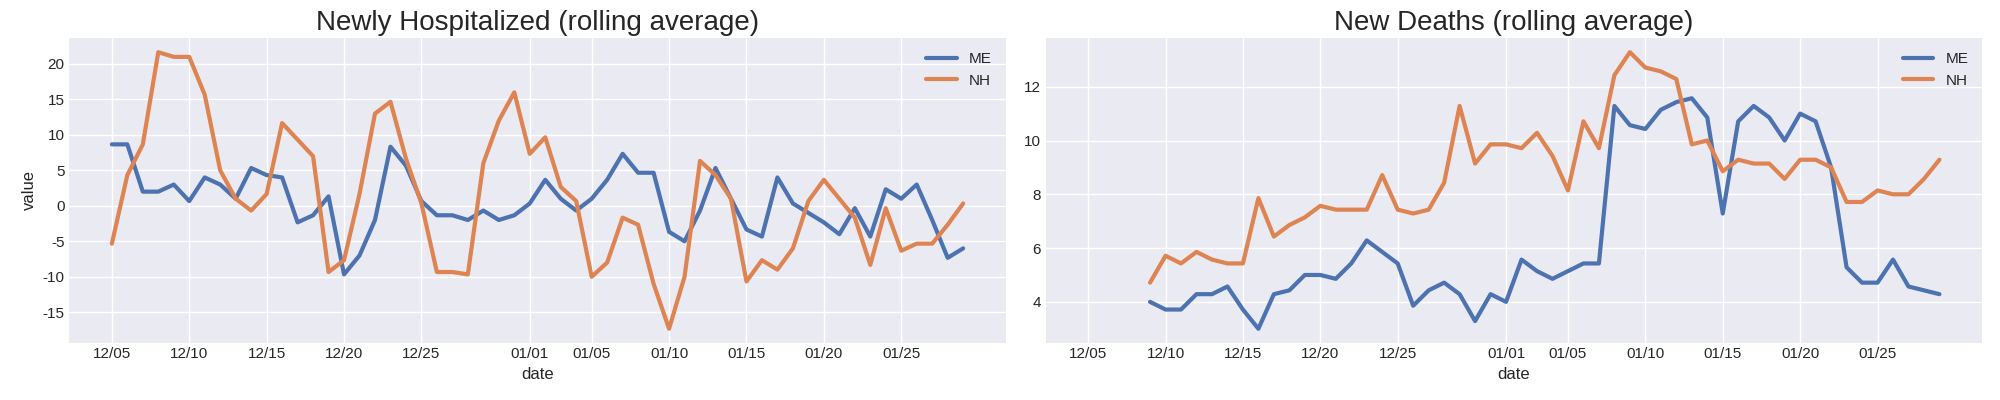 Newly Hospitalized (rolling average)
ME
NH
20
15
10
5
0
-5
-10
-15
value
12/05 12/10 12/15 12/20 12/25 01/01 01/05 01/10 01/15 01/20 01/25
date
New Deaths (rolling average)
ME
NH
12
10
8
6
4
12/05 12/10 12/15 12/20 12/25 01/01 01/05 01/10 01/15 01/20 01/25
date